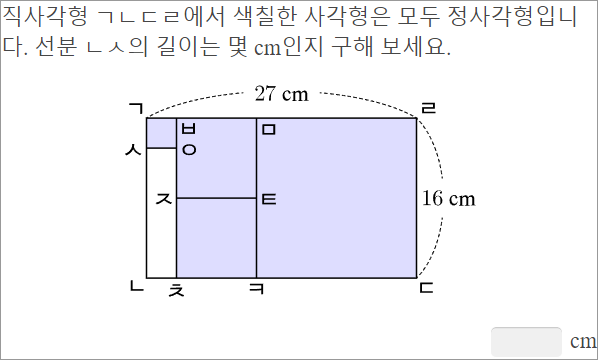 직사각형 ㄱㄴㄷㄹ에서 색칠한 사각형은 모두 정사각형입니
다. 선분 ㄴㅅ의 길이는 몇 cm인지 구해 보세요.
27 cm
ㄱ ㄹ
ㅂ ㅁ
ㅅ ㅇ
ㅈ ㅌ 16 cm
ㄴ ㅊ ㅋ ㄷ
cm